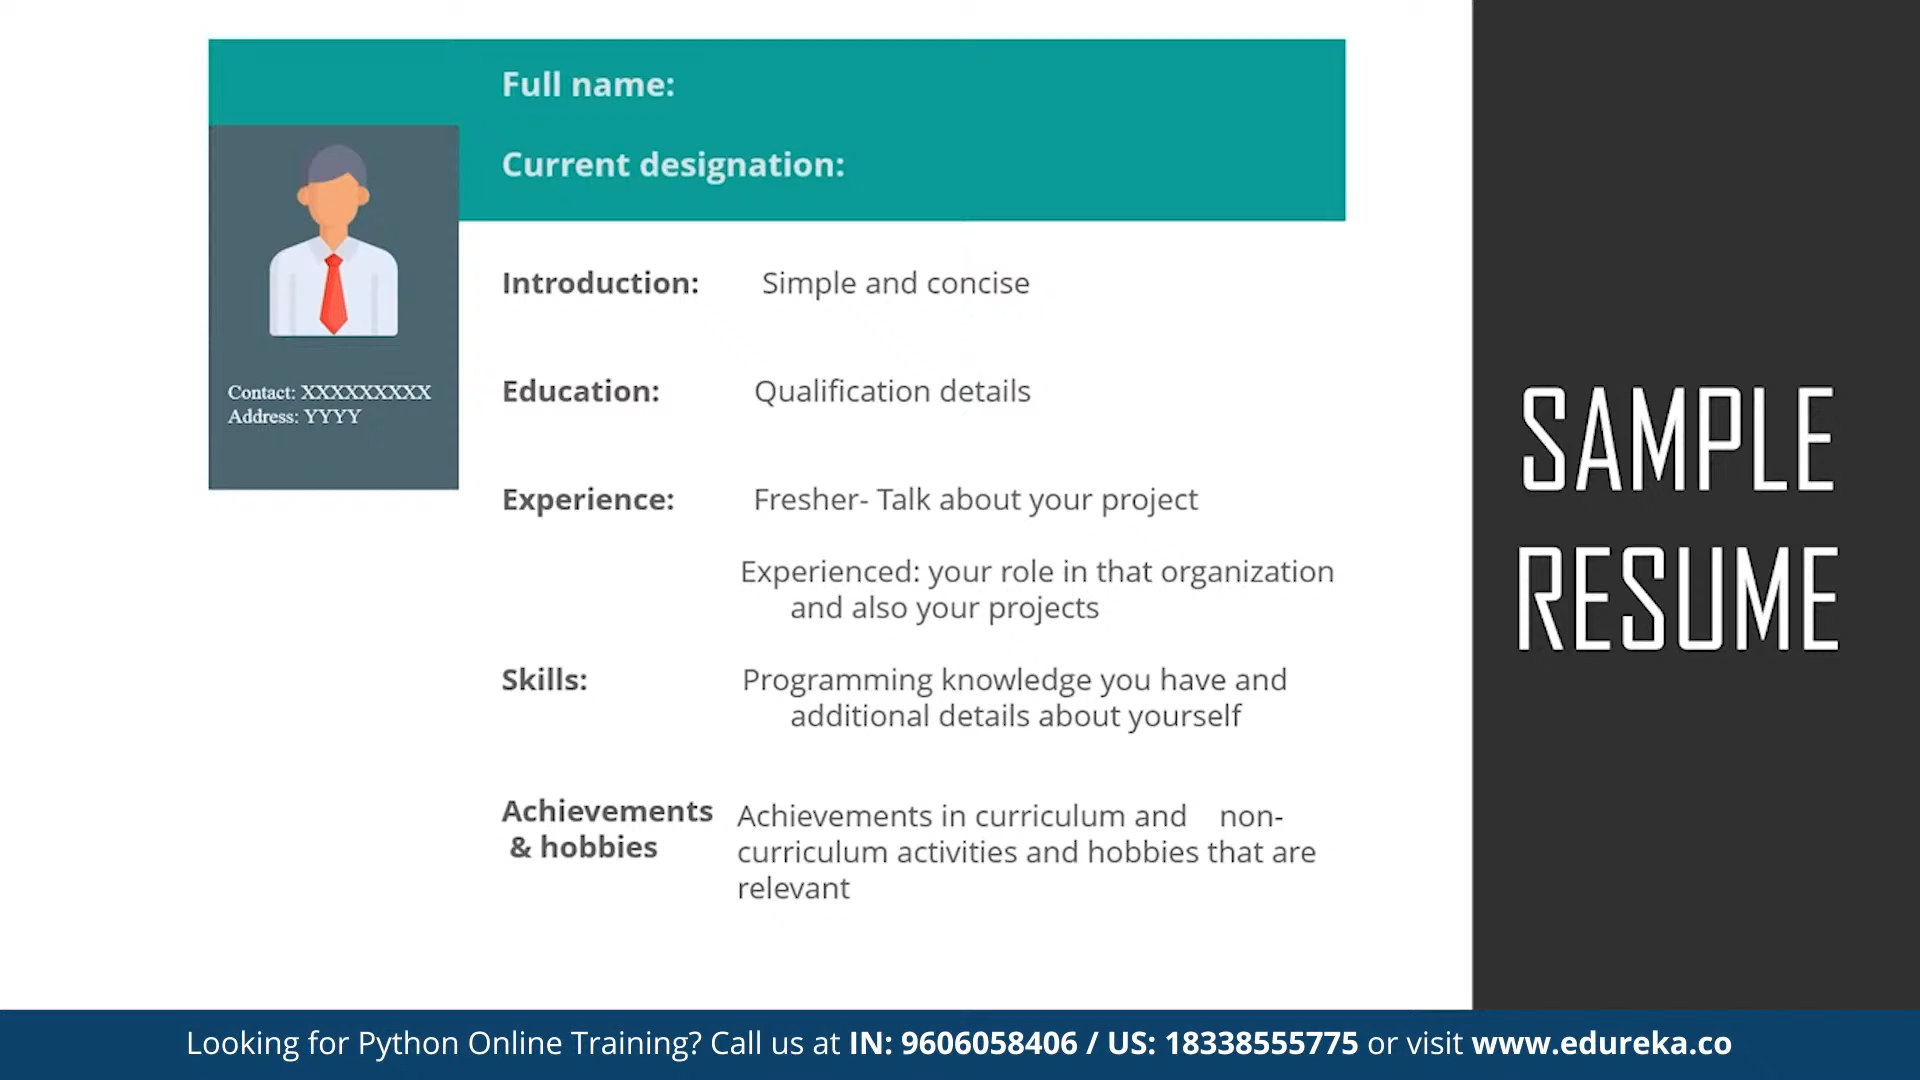 Full name:
Current designation:
Contact: XXXXXXXXX
Address: YYYY
Introduction: Simple and concise
Education: Qualification details
Experience: Fresher- Talk about your project
Experienced: your role in that organization
and also your projects
Skills: Programming knowledge you have and
additional details about yourself
Achievements
& hobbies
Achievements in curriculum and non-
curriculum activities and hobbies that are
relevant
SAMPLE
RESUME
Looking for Python Online Training? Call us at IN: 9606058406 / US: 18338555775 or visit www.edureka.co